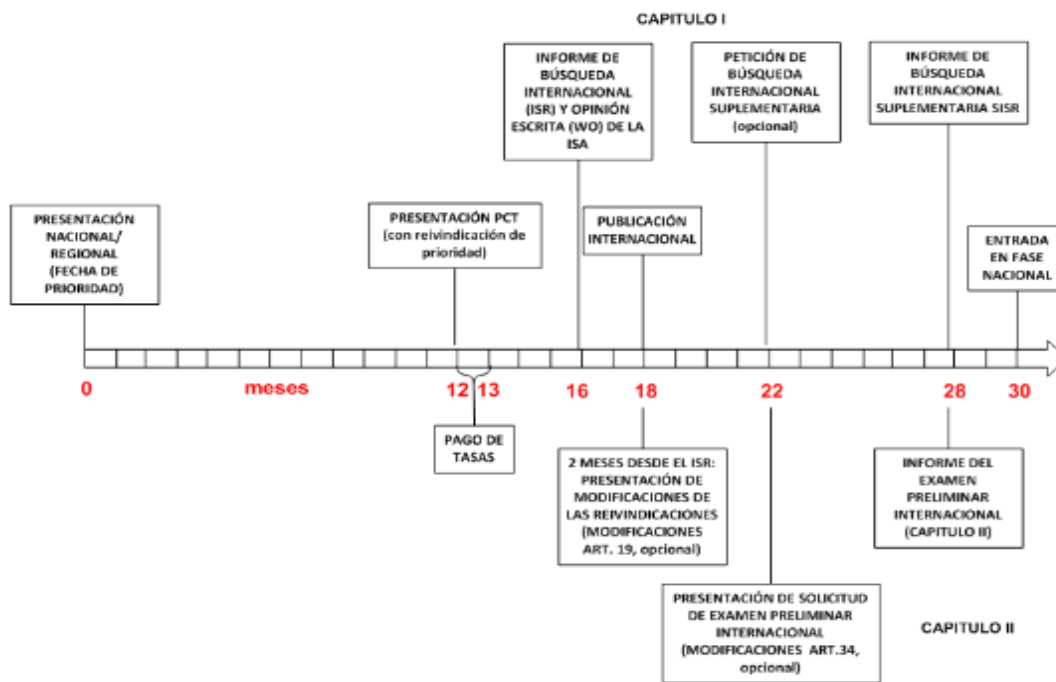 CAPITULO I
INFORME DE
BÚSQUEDA
INTERNACIONAL
(ISR) Y OPINIÓN
ESCRITA (WO) DE LA
ISA
PETICIÓN DE
BÚSQUEDA
INTERNACIONAL
SUPLEMENTARIA
(opcional)
INFORME DE
BÚSQUEDA
INTERNACIONAL
SUPLEMENTARIA SISR
PRESENTACIÓN
NACIONAL/
REGIONAL
(FECHA DE
PRIORIDAD)
PRESENTACIÓN PCT
(con reivindicación de
prioridad)
PUBLICACIÓN
INTERNACIONAL
ENTRADA
EN FASE
NACIONAL
0 meses 12 13 16 18 22 28 30
PAGO DE
TASAS
2 MESES DESDE EL ISR:
PRESENTACIÓN DE
MODIFICACIONES DE
LAS REIVINDICACIONES
(MODIFICACIONES
ART. 19, opcional)
INFORME DEL
EXAMEN
PRELIMINAR
INTERNACIONAL
(CAPITULO II)
PRESENTACIÓN DE SOLICITUD
DE EXAMEN PRELIMINAR
INTERNACIONAL
(MODIFICACIONES ART.34,
opcional)
CAPITULO II